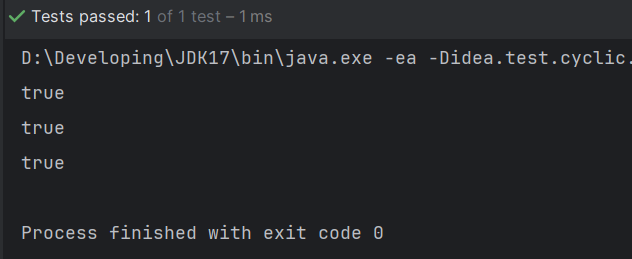 Tests passed: 1 of 1 test – 1 ms
D:\Developing\JDK17\bin\java.exe -ea -Didea.test.cyclic.
true
true
true
Process finished with exit code 0